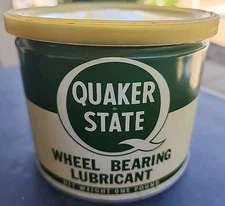 QUAKER
STATE
WHEEL BEARING
LUBRICANT
NET WEIGHT ONE POUND